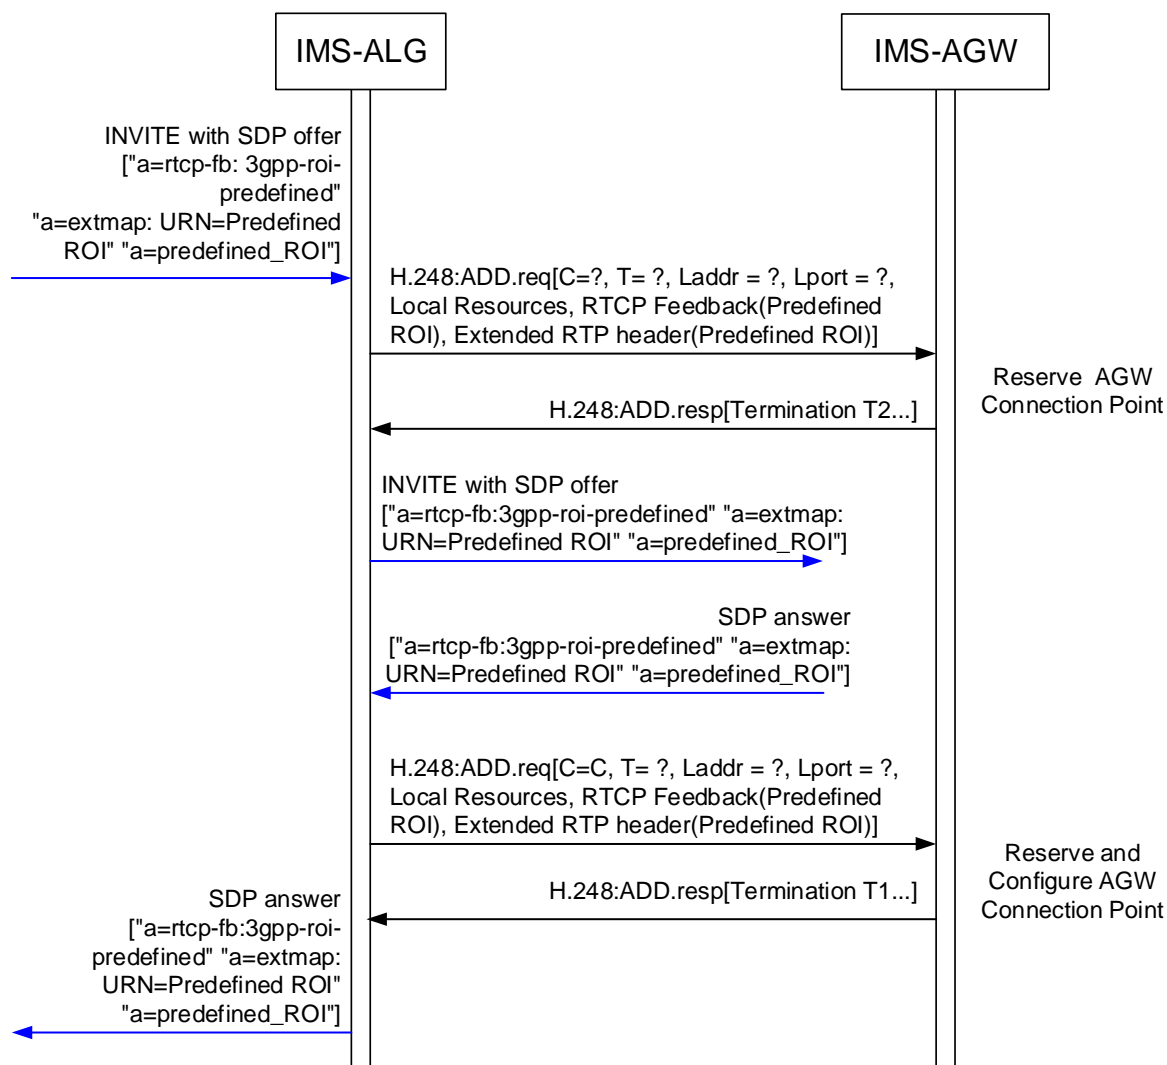 IMS-ALG
IMS-AGW
INVITE with SDP offer
["a=rtcp-fb: 3gpp-roi-
predefined"
"a=extmap: URN=Predefined
ROI" "a=predefined_ROI"]
H.248:ADD.req[C=?, T= ?, Laddr = ?, Lport = ?,
Local Resources, RTCP Feedback(Predefined
ROI), Extended RTP header(Predefined ROI)]
Reserve  AGW
Connection Point
H.248:ADD.resp[Termination T2...]
INVITE with SDP offer
["a=rtcp-fb:3gpp-roi-predefined" "a=extmap:
URN=Predefined ROI" "a=predefined_ROI"]
SDP answer
["a=rtcp-fb:3gpp-roi-predefined" "a=extmap:
URN=Predefined ROI" "a=predefined_ROI"]
H.248:ADD.req[C=C, T= ?, Laddr = ?, Lport = ?,
Local Resources, RTCP Feedback(Predefined
ROI), Extended RTP header(Predefined ROI)]
Reserve and
Configure AGW
Connection Point
H.248:ADD.resp[Termination T1...]
SDP answer
["a=rtcp-fb:3gpp-roi-
predefined" "a=extmap:
URN=Predefined ROI"
"a=predefined_ROI"]